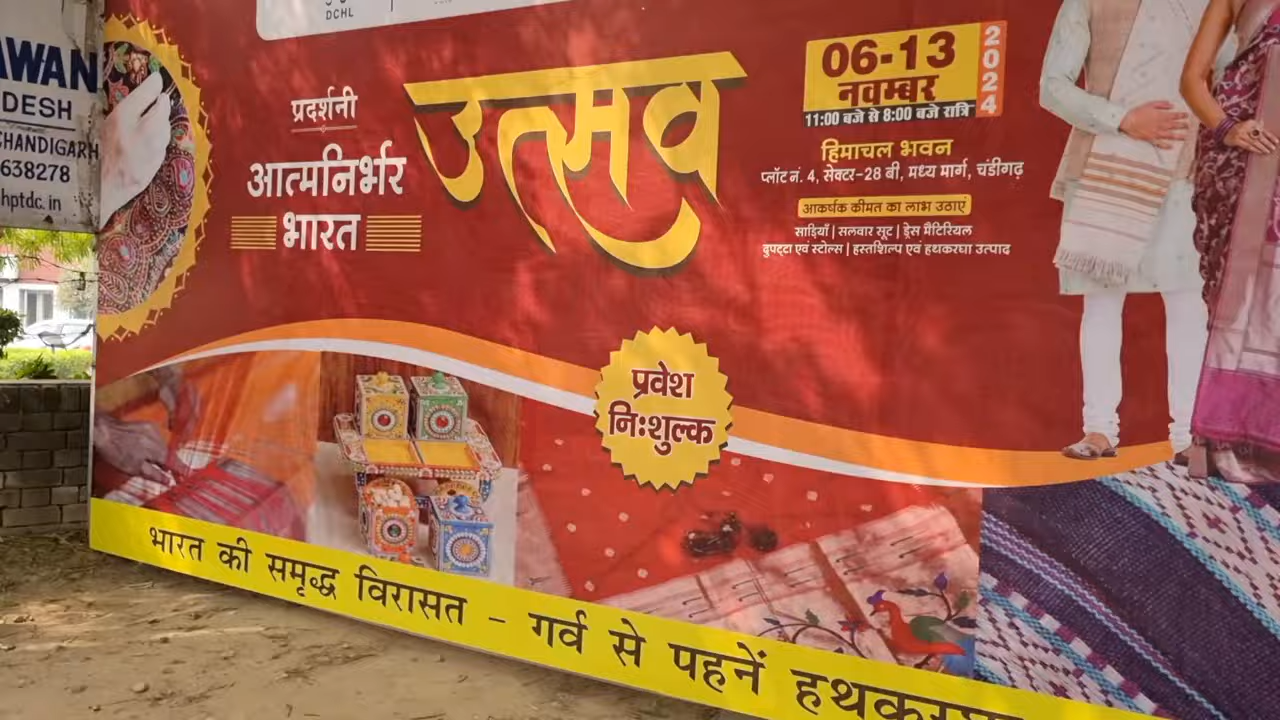 DCHL
DESH
CHANDIGARH
638278
hptdc.in
प्रदर्शनी
आत्मनिर्भर
भारत
उत्सव
06-13
नवम्बर
2024
11:00 बजे से 8:00 बजे रात्रि
हिमाचल भवन
प्लॉट नं. 4, सेक्टर-28 बी, मध्य मार्ग, चंडीगढ़
आकर्षक कीमत का लाभ उठाएं
साड़ियाँ | सलवार सूट | ड्रेस मैटिरियल
दुपट्टा एवं स्टोल्स | हस्तशिल्प एवं हथकरघा उत्पाद
प्रवेश
निःशुल्क
भारत की समृद्ध विरासत - गर्व से पहनें हथकरघा